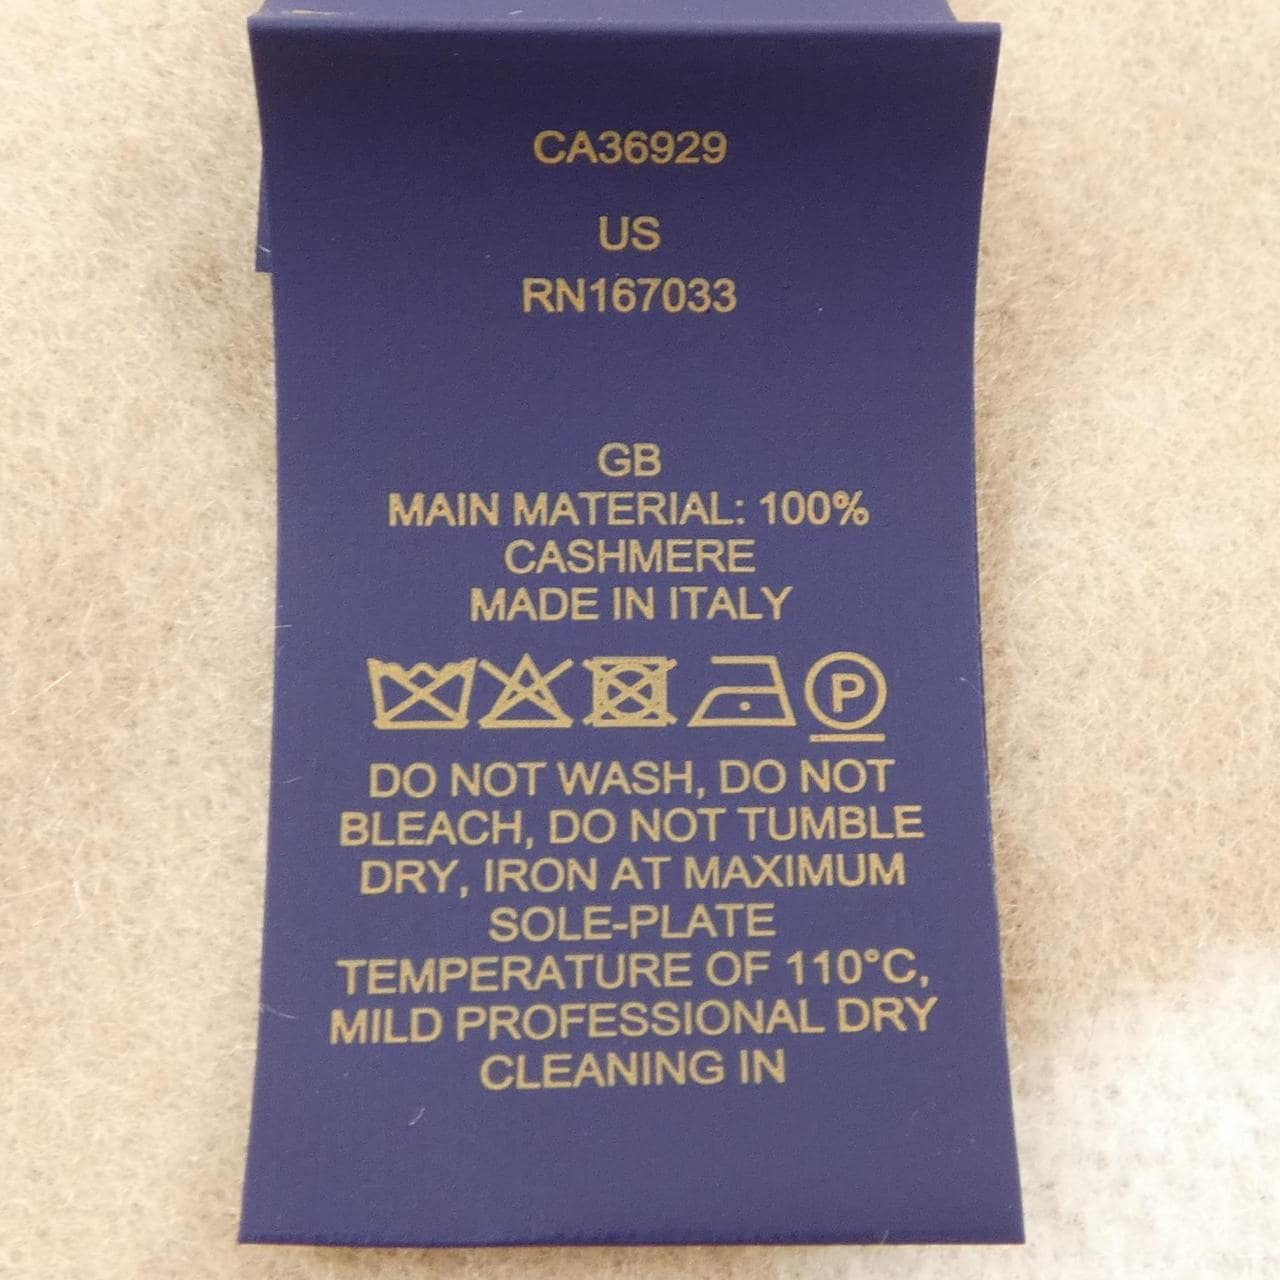 CA36929
US
RN167033
GB
MAIN MATERIAL: 100%
CASHMERE
MADE IN ITALY
P
DO NOT WASH, DO NOT
BLEACH, DO NOT TUMBLE
DRY, IRON AT MAXIMUM
SOLE-PLATE
TEMPERATURE OF 110°C,
MILD PROFESSIONAL DRY
CLEANING IN